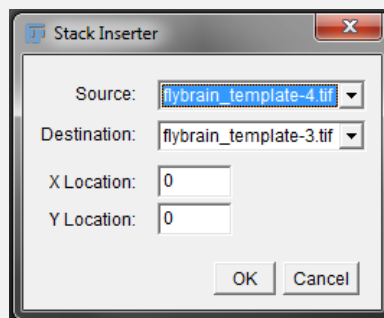 Stack Inserter
Source: flybrain_template-4.tif
Destination: flybrain_template-3.tif
X Location: 0
Y Location: 0
OK Cancel